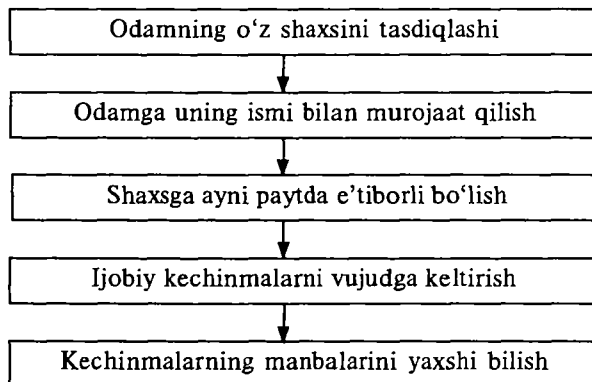 Odamning o‘z shaxsini tasdiqlashi
Odamga uning ismi bilan murojaat qilish
Shaxsga ayni paytda e’tiborli bo‘lish
Ijobiy kechinmalarni vujudga keltirish
Kechinmalarning manbalarini yaxshi bilish